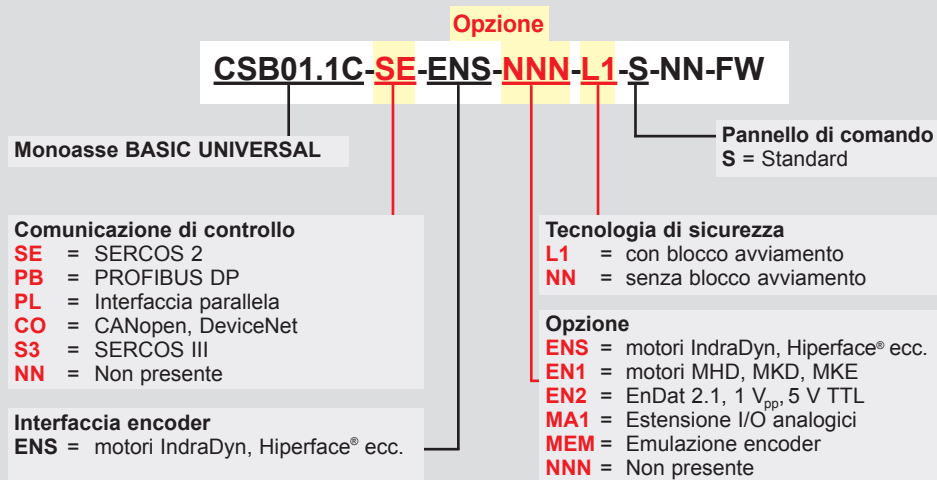 Opzione
CSB01.1C-SE-ENS-NNN-L1-S-NN-FW
Monoasse BASIC UNIVERSAL
Pannello di comando
S = Standard
Comunicazione di controllo
SE = SERCOS 2
PB = PROFIBUS DP
PL = Interfaccia parallela
CO = CANopen, DeviceNet
S3 = SERCOS III
NN = Non presente
Interfaccia encoder
ENS = motori IndraDyn, Hiperface® ecc.
Tecnologia di sicurezza
L1 = con blocco avviamento
NN = senza blocco avviamento
Opzione
ENS = motori IndraDyn, Hiperface® ecc.
EN1 = motori MHD, MKD, MKE
EN2 = EnDat 2.1, 1 Vpp, 5 V TTL
MA1 = Estensione I/O analogici
MEM = Emulazione encoder
NNN = Non presente